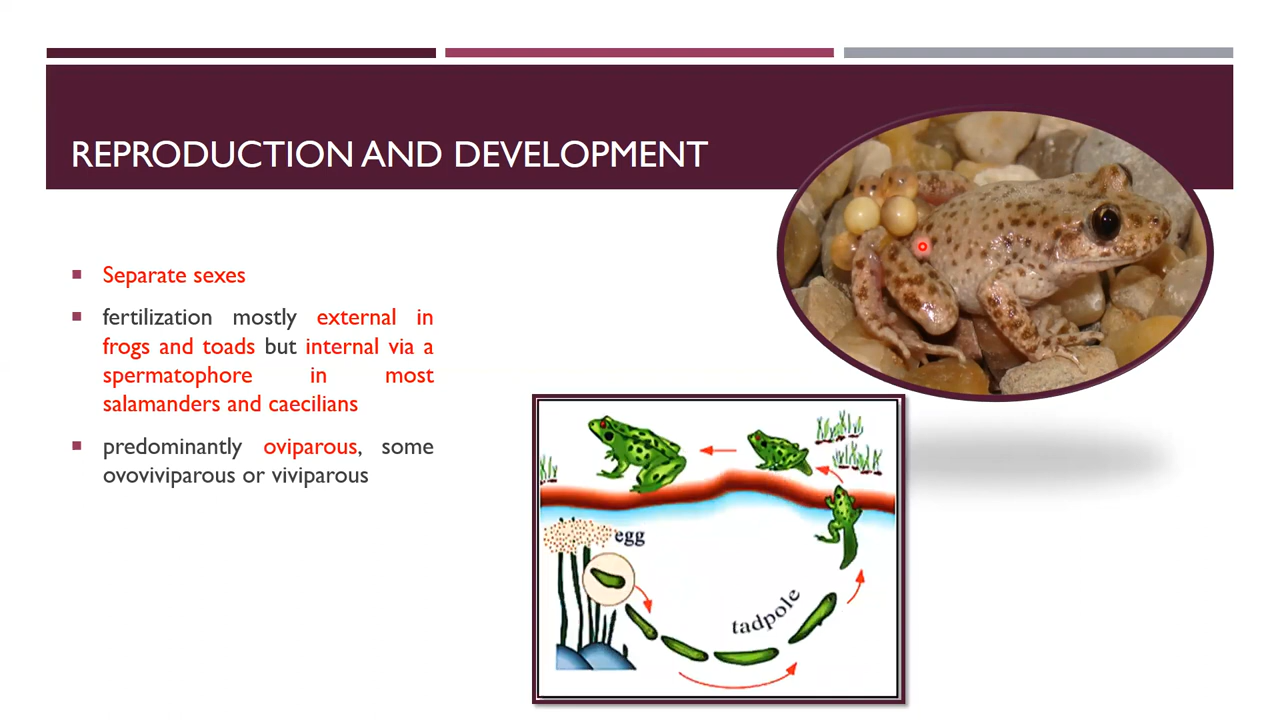 REPRODUCTION AND DEVELOPMENT
Separate sexes
fertilization mostly external in
frogs and toads but internal via a
spermatophore in most
salamanders and caecilians
predominantly oviparous, some
ovoviviparous or viviparous
egg
tadpole